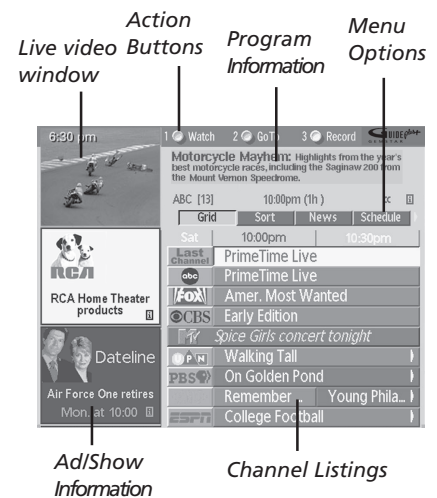 Action
Buttons
Live video
window
Program
Information
Menu
Options
6:30 pm
1 Watch 2 GoTo 3 Record
GUIDE plus+
GEMSTAR
Motorcycle Mayhem: Highlights from the year's
best motorcycle races, including the Saginaw 200 from
the Mount Vernon Speedrome.
ABC [13] 10:00pm (1h )
Grid Sort News Schedule
Sat 10:00pm 10:30pm
Last
Channel
PrimeTime Live
abc PrimeTime Live
FOX Amer. Most Wanted
CBS Early Edition
Spice Girls concert tonight
UPN Walking Tall
PBS On Golden Pond
Remember ... Young Phila...
ESPN College Football
RCA
RCA Home Theater
products
Dateline
Air Force One retires
Mon. at 10:00
Ad/Show
Information
Channel Listings